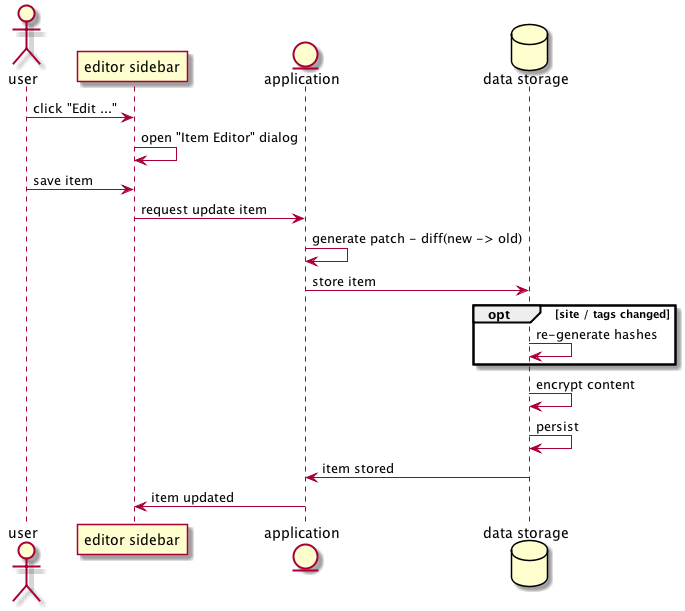 user
editor sidebar
application
data storage
click "Edit ..."
open "Item Editor" dialog
save item
request update item
generate patch - diff(new -> old)
store item
opt [site / tags changed]
re-generate hashes
encrypt content
persist
item stored
item updated
user
editor sidebar
application
data storage